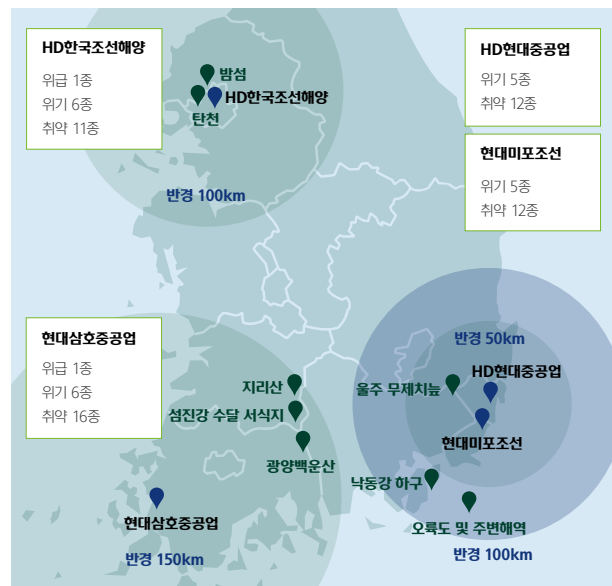 HD한국조선해양
위급 1종
위기 6종
취약 11종
밤섬
HD한국조선해양
탄천
반경 100km
HD현대중공업
위기 5종
취약 12종
현대미포조선
위기 5종
취약 12종
현대삼호중공업
위급 1종
위기 6종
취약 16종
지리산
섬진강 수달 서식지
광양백운산
현대삼호중공업
반경 150km
반경 50km
HD현대중공업
울주 무제치늪
현대미포조선
낙동강 하구
오륙도 및 주변해역
반경 100km